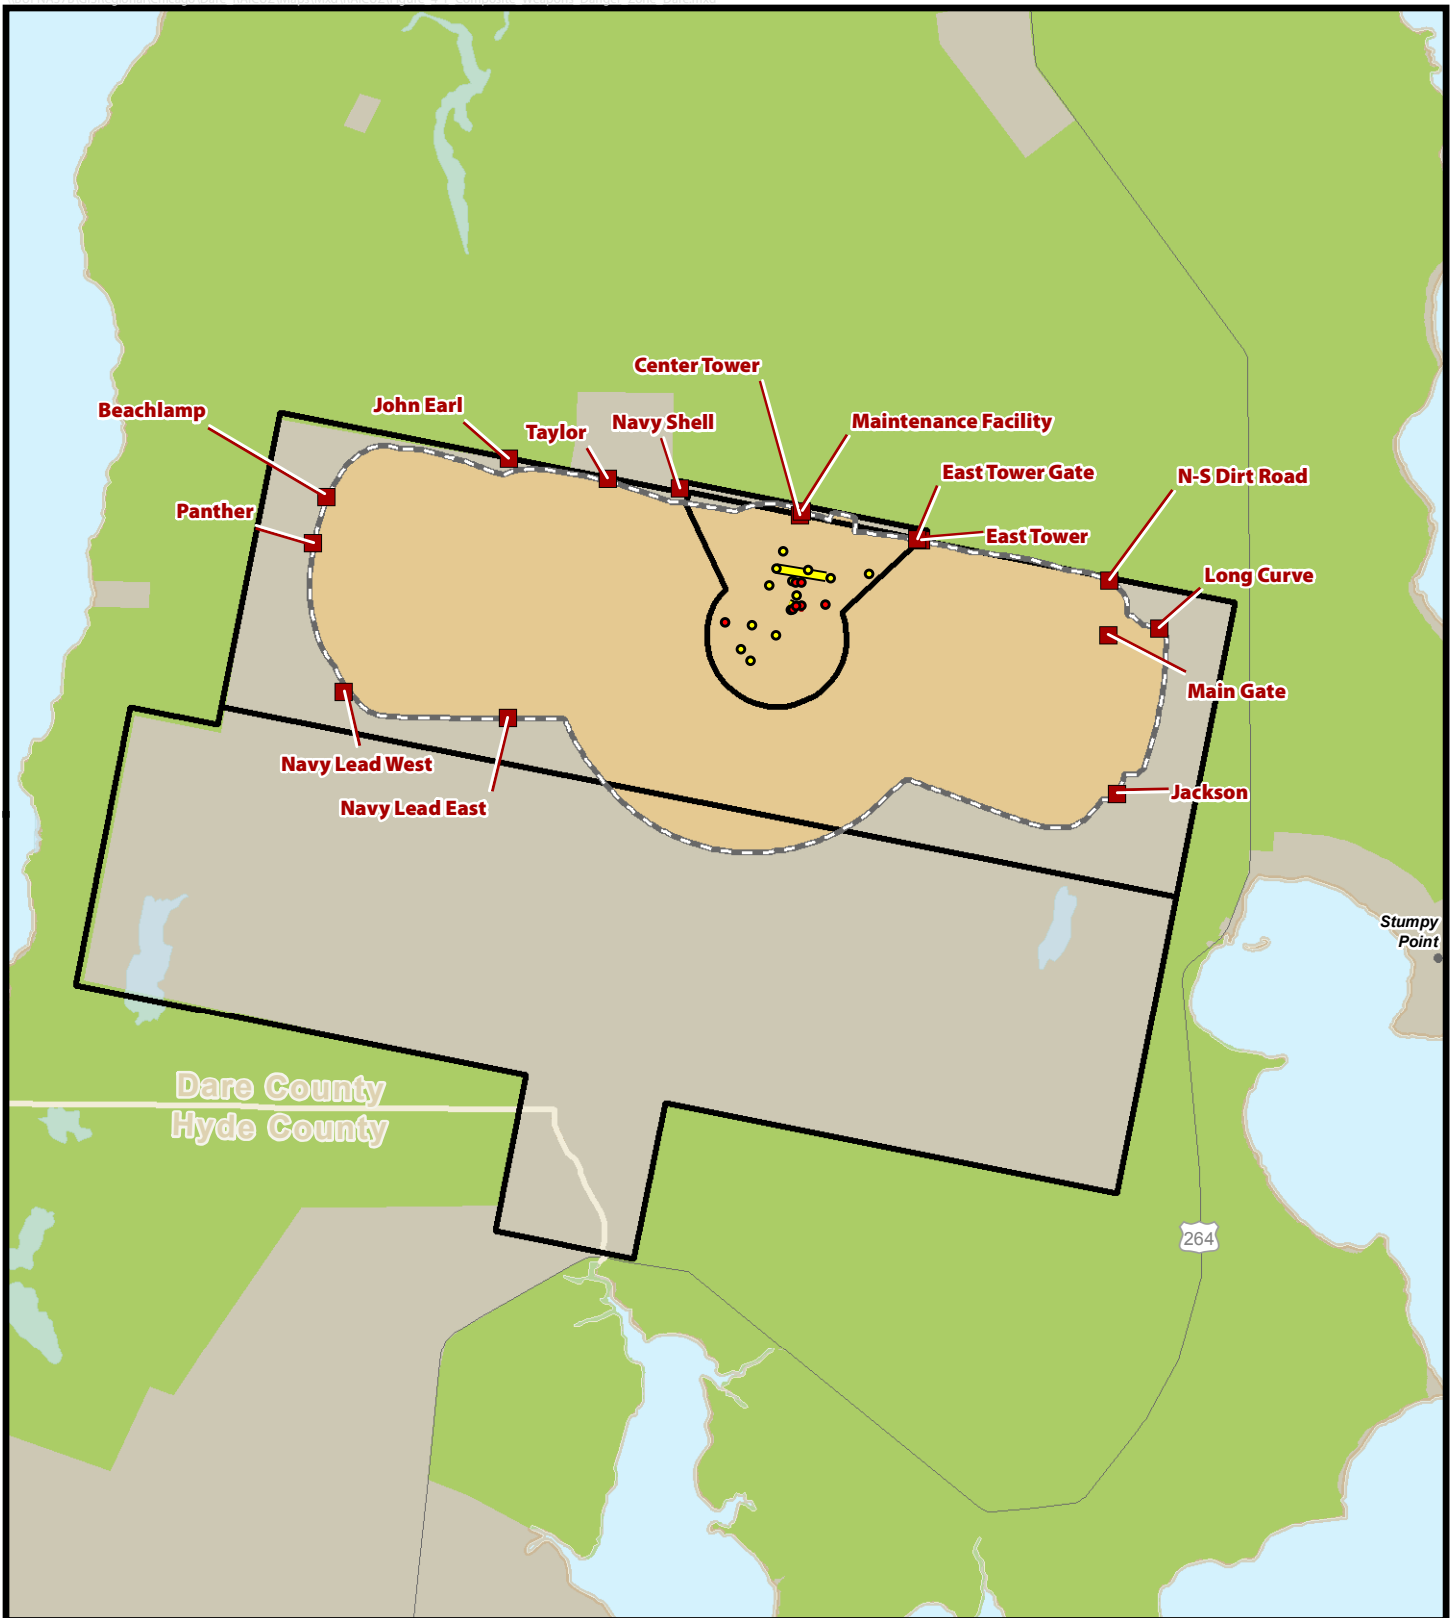 Center Tower
Beachlamp
John Earl
Taylor
Navy Shell
Maintenance Facility
East Tower Gate
N-S Dirt Road
Panther
East Tower
Long Curve
Main Gate
Navy Lead West
Navy Lead East
Jackson
Stumpy
Point
Dare County
Hyde County
264